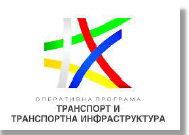 ОПЕРАТИВНА ПРОГРАМА
ТРАНСПОРТ И
ТРАНСПОРТНА ИНФРАСТРУКТУРА